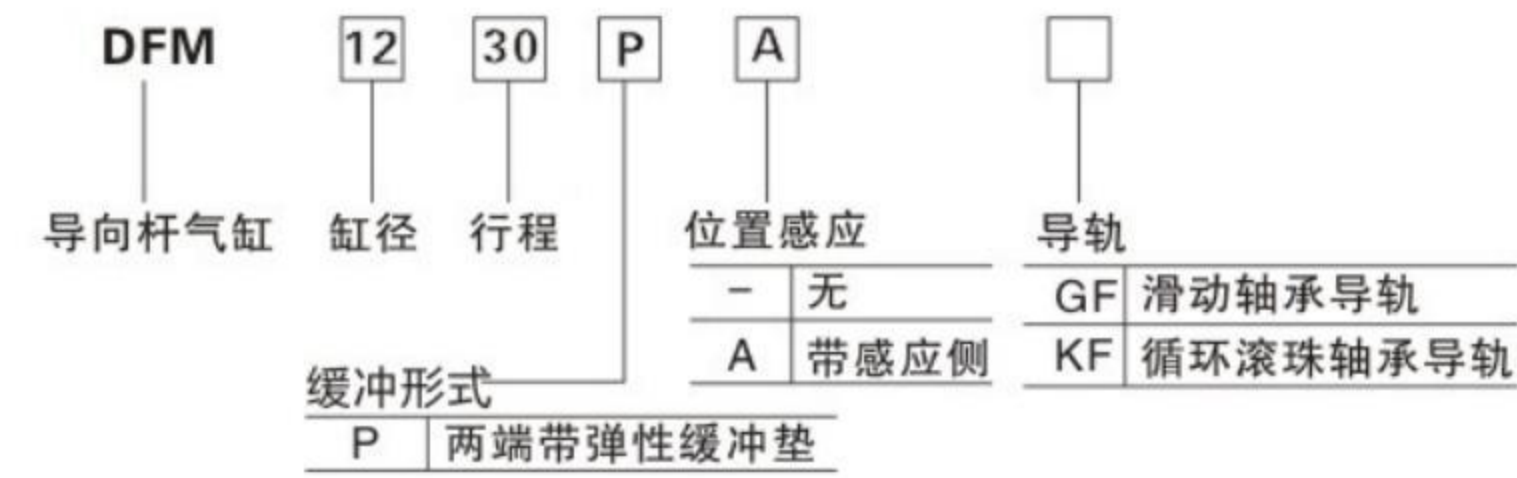 DFM 12 30 P A
导向杆气缸 缸径 行程 位置感应 导轨
- 无 GF 滑动轴承导轨
A 带感应侧 KF 循环滚珠轴承导轨
缓冲形式
P 两端带弹性缓冲垫